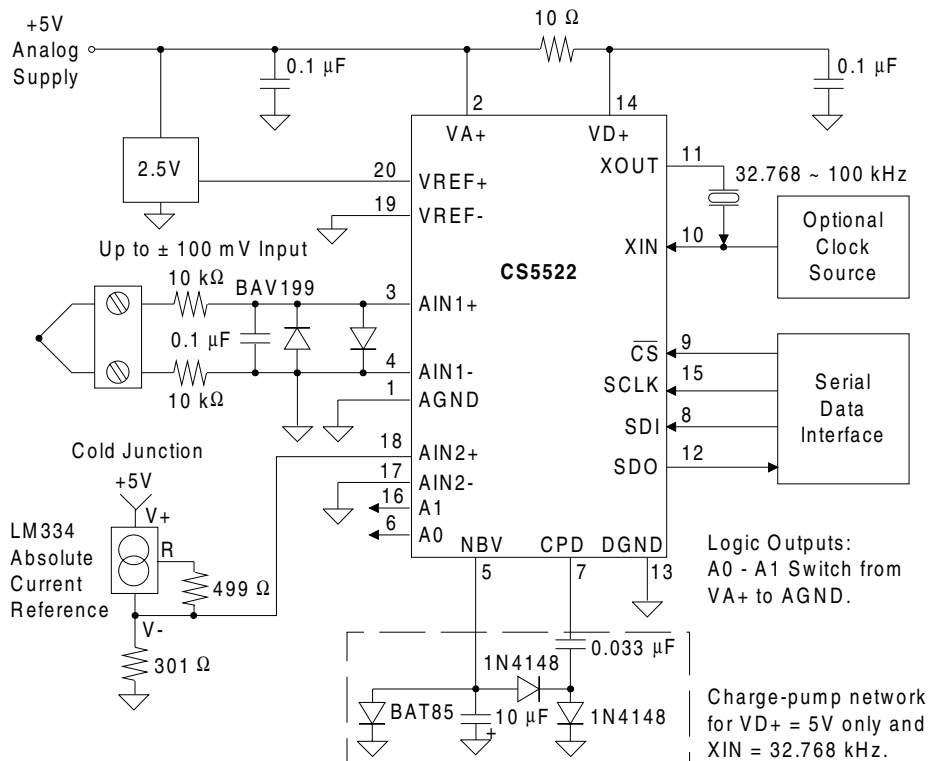 +5V
Analog
Supply
10 Ω
0.1 μF
0.1 μF
2
14
VA+
VD+
2.5V
20
VREF+
XOUT
11
32.768 ~ 100 kHz
19
VREF-
Up to ± 100 mV Input
XIN
10
Optional
Clock
Source
CS5522
10 kΩ
BAV199
3
AIN1+
0.1 μF
4
AIN1-
10 kΩ
1
AGND
CS
9
SCLK
15
SDI
8
SDO
12
Serial
Data
Interface
18
AIN2+
Cold Junction
+5V
17
AIN2-
16
A1
6
A0
V+
LM334
Absolute
Current
Reference
R
499 Ω
V-
301 Ω
NBV
CPD
DGND
5
7
13
Logic Outputs:
A0 - A1 Switch from
VA+ to AGND.
0.033 μF
1N4148
BAT85
10 μF
+
1N4148
Charge-pump network
for VD+ = 5V only and
XIN = 32.768 kHz.